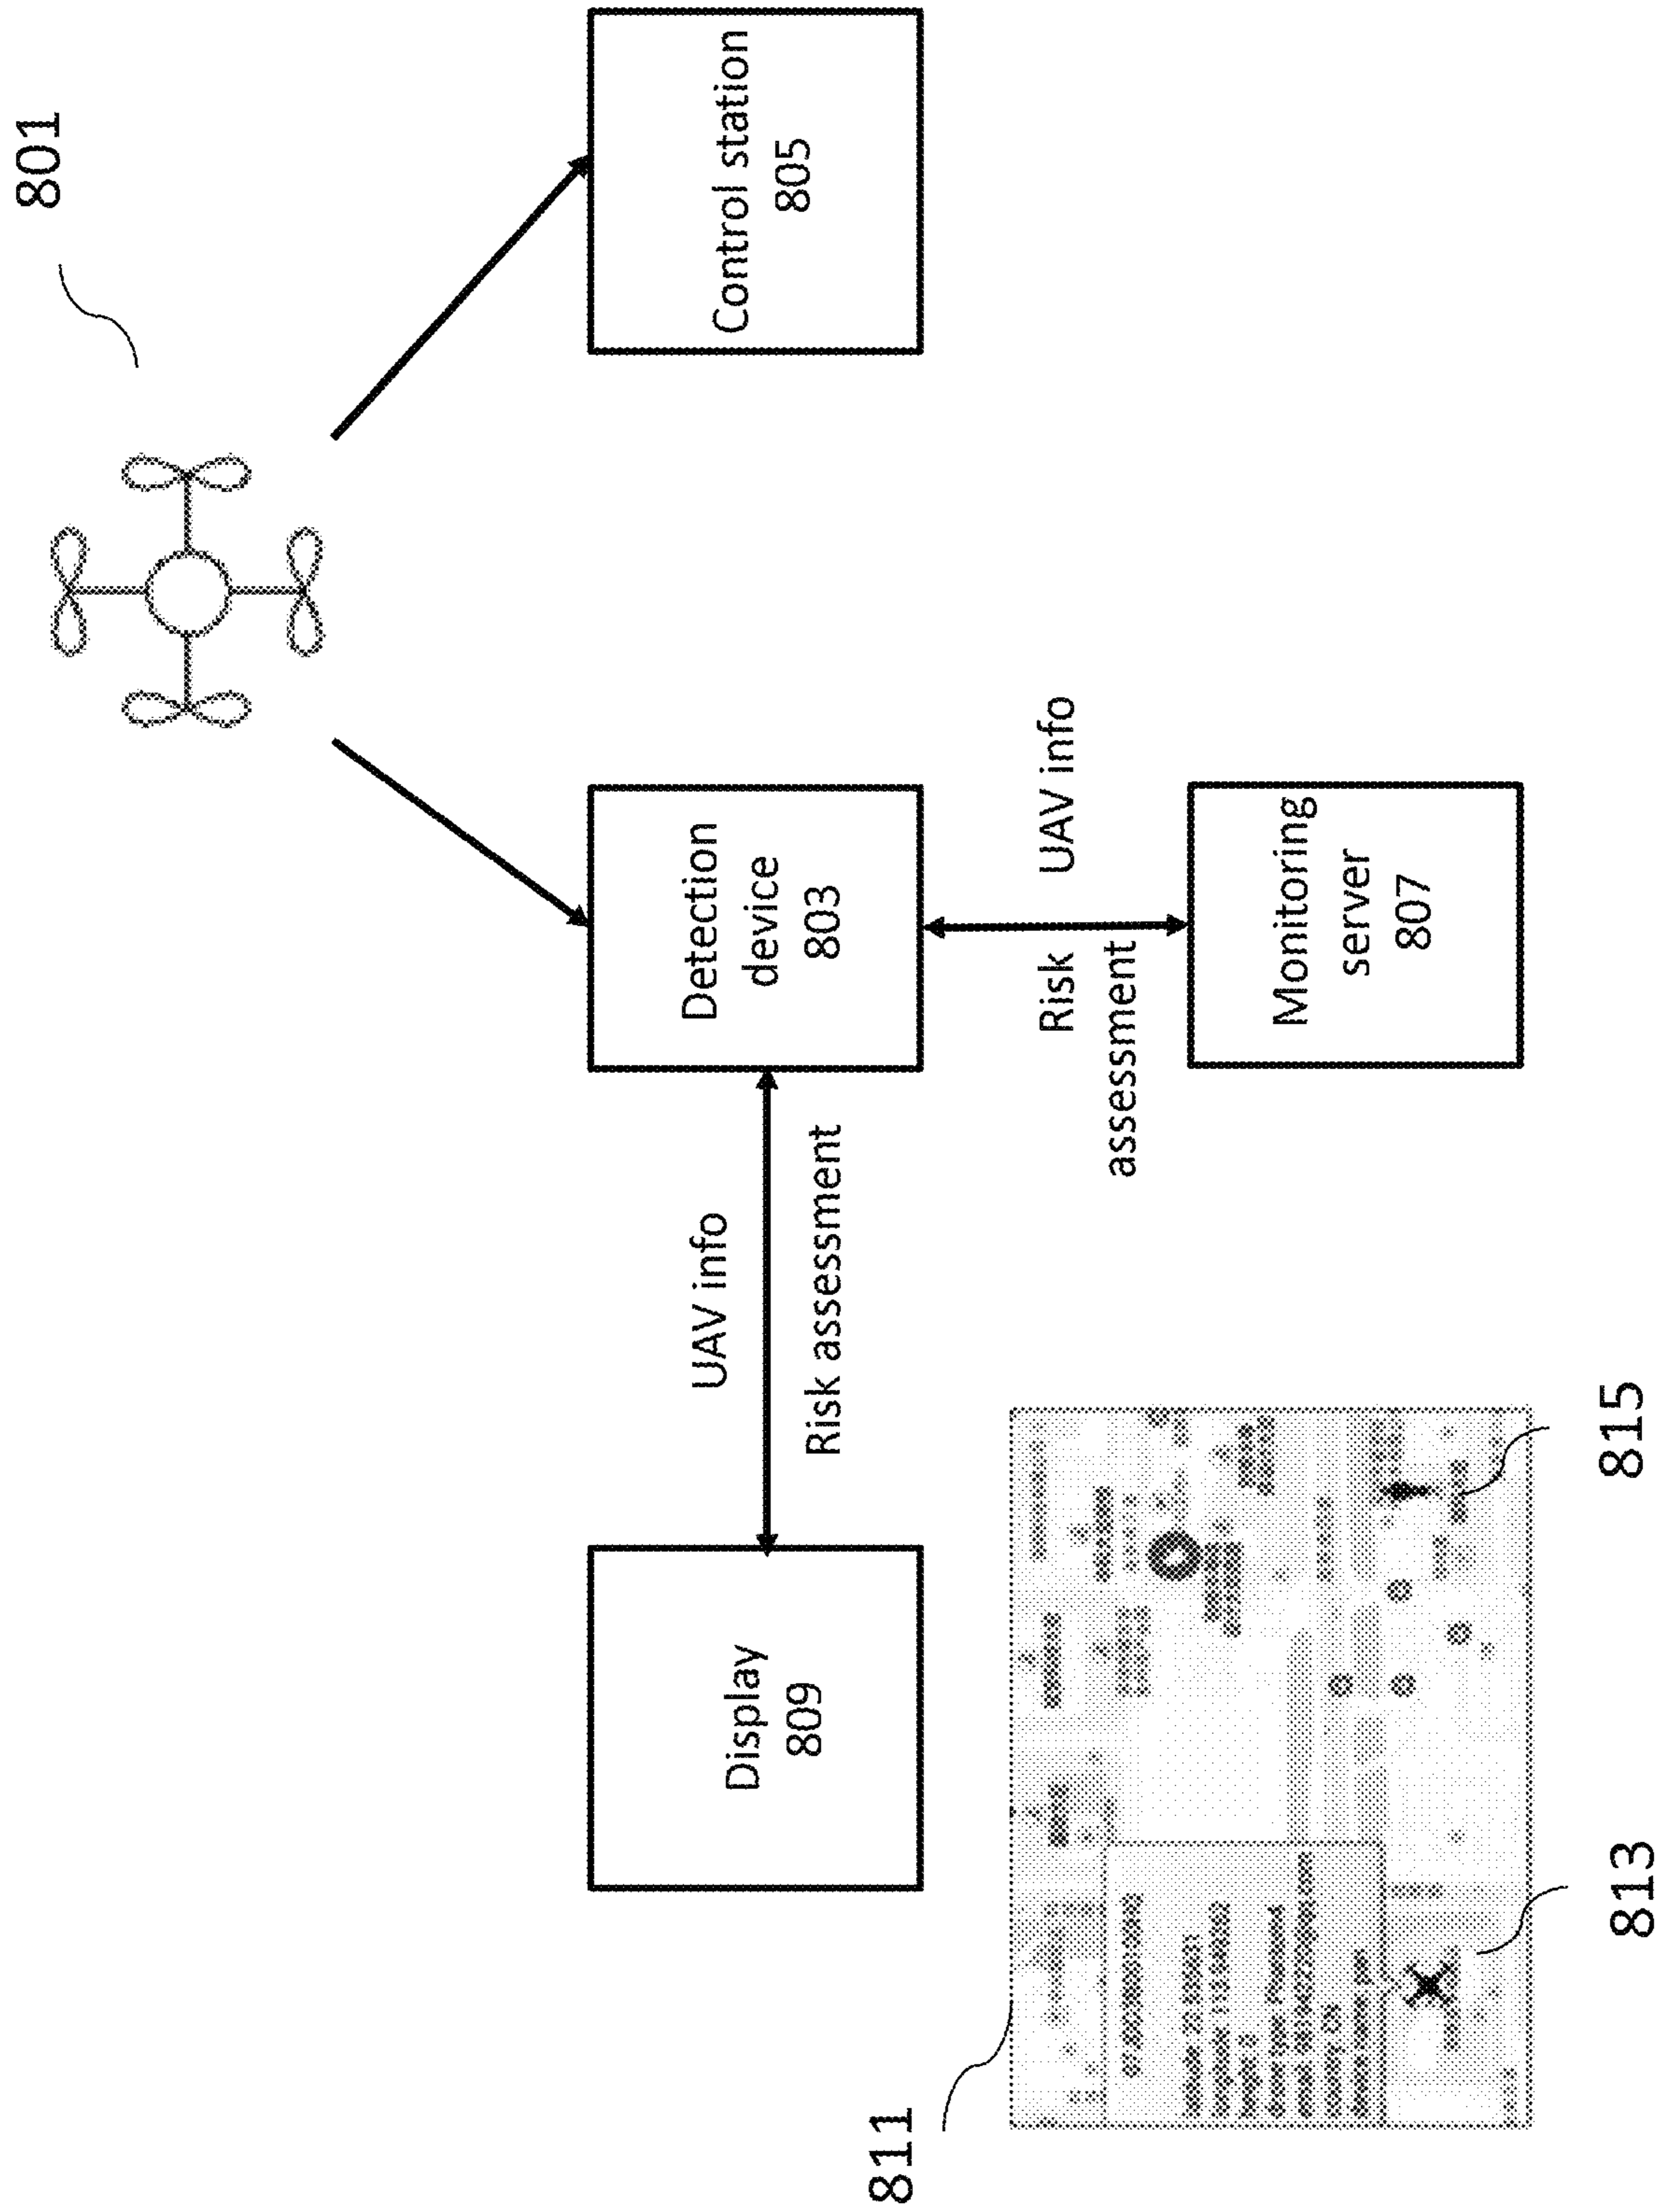 801
Control station
805
Detection
device
803
UAV info
Risk assessment
Display
809
UAV info
Risk
assessment
Monitoring
server
807
811
813
815